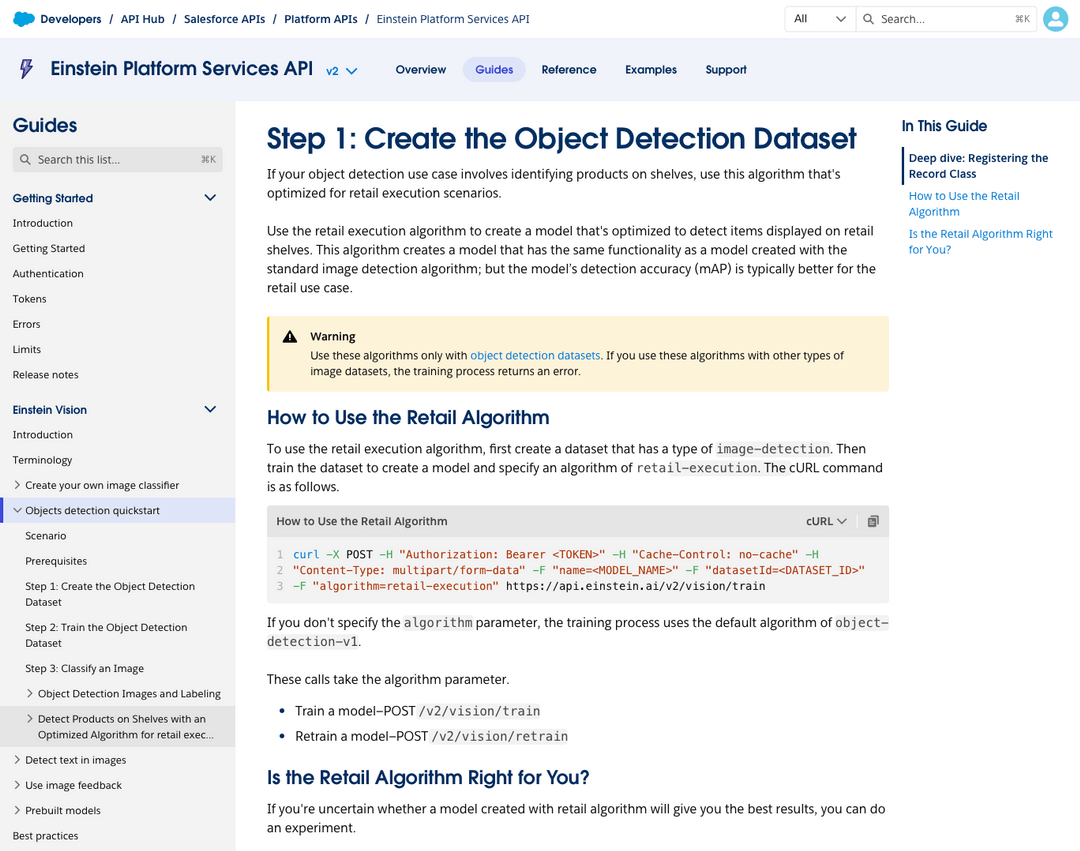 Developers / API Hub / Salesforce APIs / Platform APIs / Einstein Platform Services API
All
Search...
⌘K
Einstein Platform Services API v2
Overview
Guides
Reference
Examples
Support
Guides
Search this list...
⌘K
Getting Started
Introduction
Getting Started
Authentication
Tokens
Errors
Limits
Release notes
Einstein Vision
Introduction
Terminology
Create your own image classifier
Objects detection quickstart
Scenario
Prerequisites
Step 1: Create the Object Detection
Dataset
Step 2: Train the Object Detection
Dataset
Step 3: Classify an Image
Object Detection Images and Labeling
Detect Products on Shelves with an
Optimized Algorithm for retail exec...
Detect text in images
Use image feedback
Prebuilt models
Best practices
Step 1: Create the Object Detection Dataset
If your object detection use case involves identifying products on shelves, use this algorithm that's
optimized for retail execution scenarios.
Use the retail execution algorithm to create a model that's optimized to detect items displayed on retail
shelves. This algorithm creates a model that has the same functionality as a model created with the
standard image detection algorithm; but the model's detection accuracy (mAP) is typically better for the
retail use case.
Warning
Use these algorithms only with object detection datasets. If you use these algorithms with other types of
image datasets, the training process returns an error.
How to Use the Retail Algorithm
To use the retail execution algorithm, first create a dataset that has a type of image-detection. Then
train the dataset to create a model and specify an algorithm of retail-execution. The cURL command
is as follows.
How to Use the Retail Algorithm
cURL
1 curl -X POST -H "Authorization: Bearer <TOKEN>" -H "Cache-Control: no-cache" -H
2 "Content-Type: multipart/form-data" -F "name=<MODEL_NAME>" -F "datasetId=<DATASET_ID>"
3 -F "algorithm=retail-execution" https://api.einstein.ai/v2/vision/train
If you don't specify the algorithm parameter, the training process uses the default algorithm of object-
detection-v1.
These calls take the algorithm parameter.
• Train a model–POST /v2/vision/train
• Retrain a model–POST /v2/vision/retrain
Is the Retail Algorithm Right for You?
If you're uncertain whether a model created with retail algorithm will give you the best results, you can do
an experiment.
In This Guide
Deep dive: Registering the
Record Class
How to Use the Retail
Algorithm
Is the Retail Algorithm Right
for You?